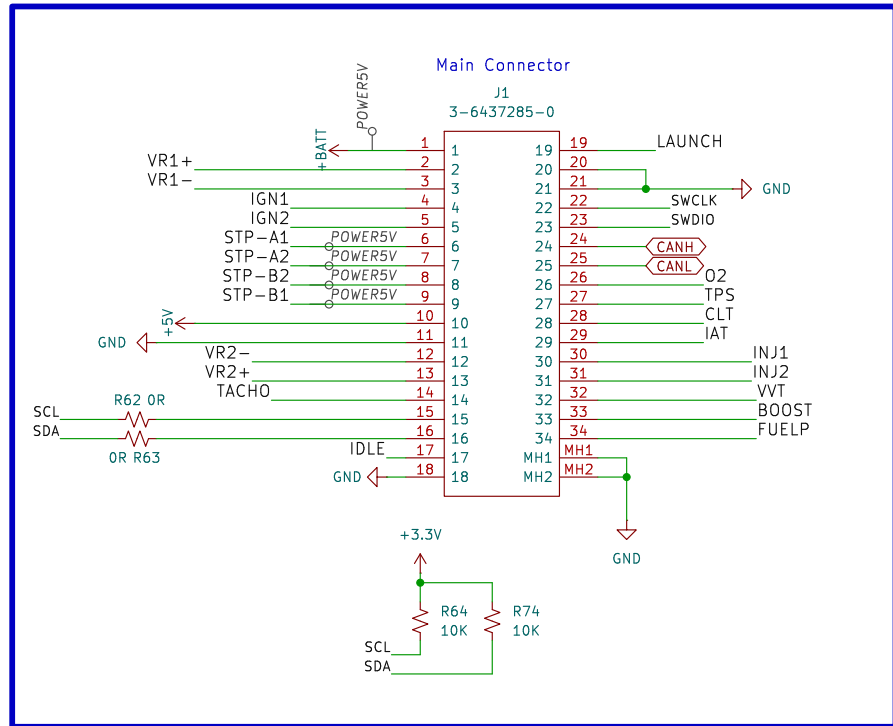 Main Connector
J1
3-6437285-0
POWER5V
+BATT
1 1 19 19 LAUNCH
VR1+ 2 2 20 20
VR1- 3 3 21 21 GND
IGN1 4 4 22 22 SWCLK
IGN2 5 5 23 23 SWDIO
STP-A1 POWER5V 6 6 24 24 CANH
STP-A2 POWER5V 7 7 25 25 CANL
STP-B2 POWER5V 8 8 26 26 O2
STP-B1 POWER5V 9 9 27 27 TPS
+5V 10 10 28 28 CLT
GND 11 11 29 29 IAT
VR2- 12 12 30 30 INJ1
VR2+ 13 13 31 31 INJ2
TACHO 14 14 32 32 VVT
R62 0R
SCL 15 15 33 33 BOOST
SDA 16 16 34 34 FUELP
0R R63
IDLE 17 17 MH1 MH1
GND 18 18 MH2 MH2
GND
+3.3V
R64 R74
10K 10K
SCL
SDA